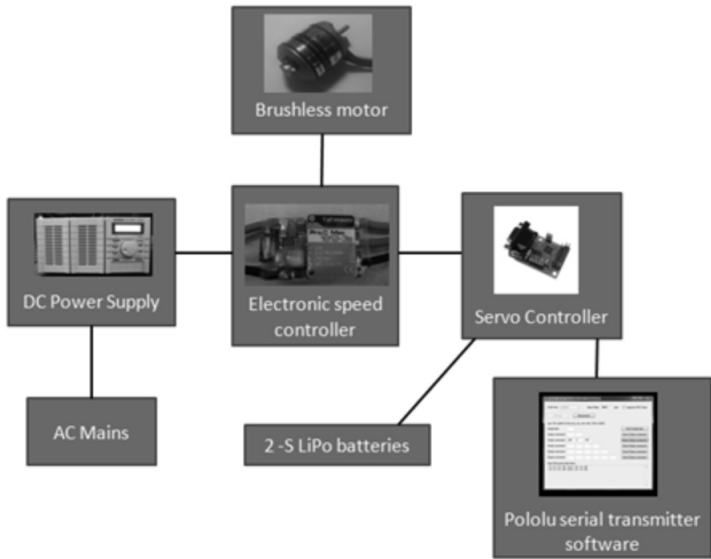 Brushless motor
DC Power Supply
Electronic speed
controller
Servo Controller
AC Mains
2 -S LiPo batteries
Pololu serial transmitter
software